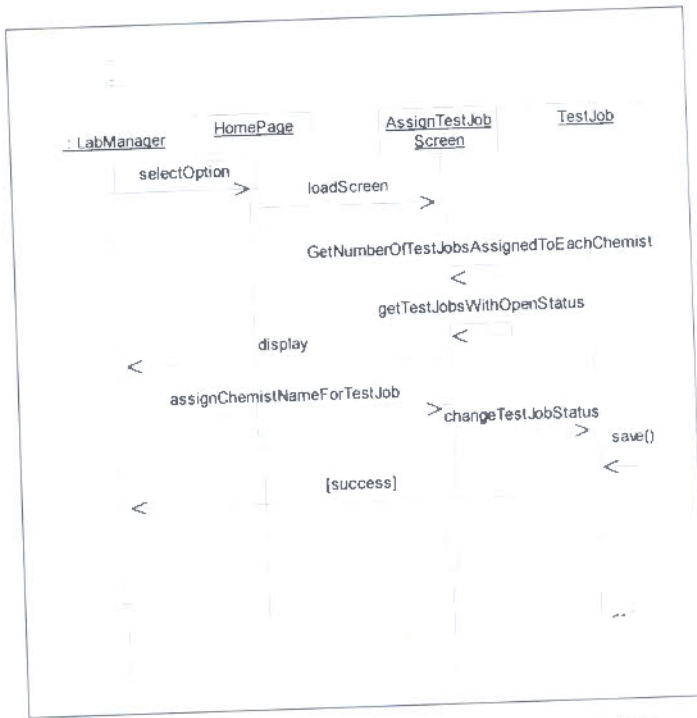 : LabManager
HomePage
AssignTestJob
Screen
TestJob
selectOption
loadScreen
GetNumberOfTestJobsAssignedToEachChemist
getTestJobsWithOpenStatus
display
assignChemistNameForTestJob
changeTestJobStatus
save()
[success]